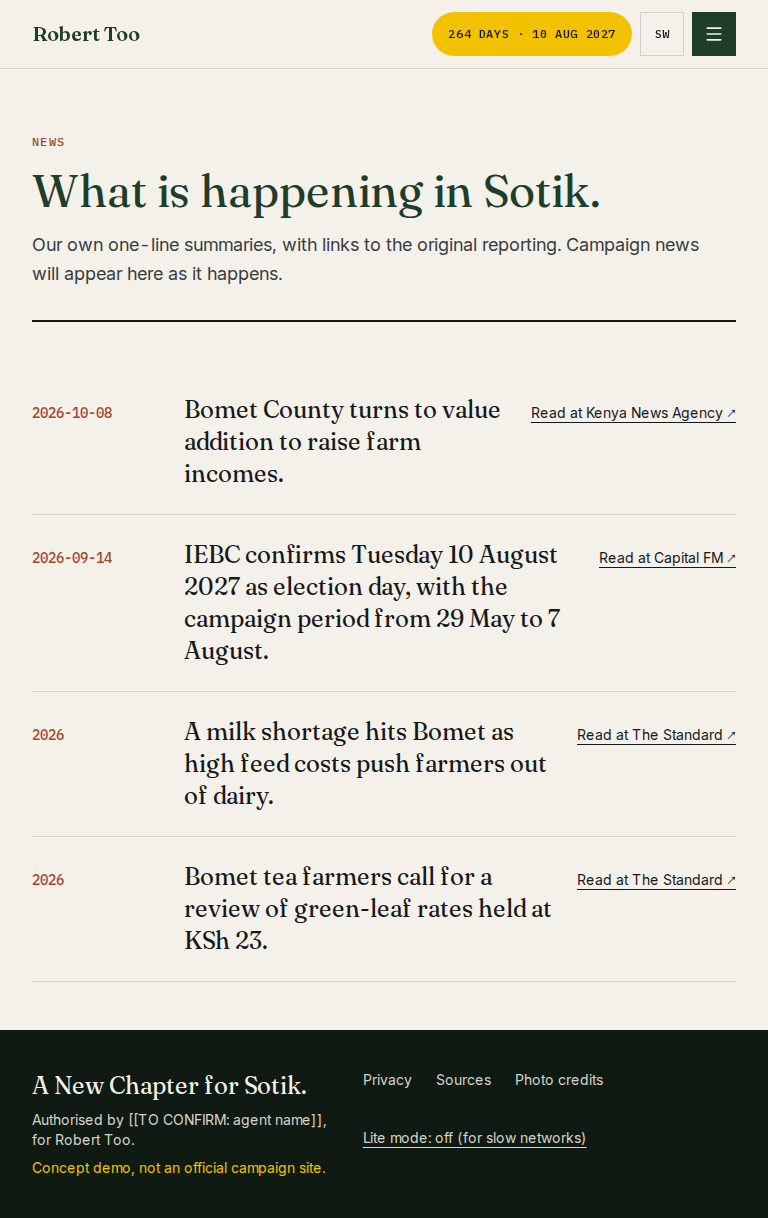 Robert Too
264 DAYS · 10 AUG 2027
SW
NEWS
What is happening in Sotik.
Our own one-line summaries, with links to the original reporting. Campaign news
will appear here as it happens.
2026-10-08
Bomet County turns to value
addition to raise farm
incomes.
Read at Kenya News Agency ↗
2026-09-14
IEBC confirms Tuesday 10 August
2027 as election day, with the
campaign period from 29 May to 7
August.
Read at Capital FM ↗
2026
A milk shortage hits Bomet as
high feed costs push farmers out
of dairy.
Read at The Standard ↗
2026
Bomet tea farmers call for a
review of green-leaf rates held at
KSh 23.
Read at The Standard ↗
A New Chapter for Sotik.
Authorised by [[TO CONFIRM: agent name]],
for Robert Too.
Concept demo, not an official campaign site.
Privacy
Sources
Photo credits
Lite mode: off (for slow networks)